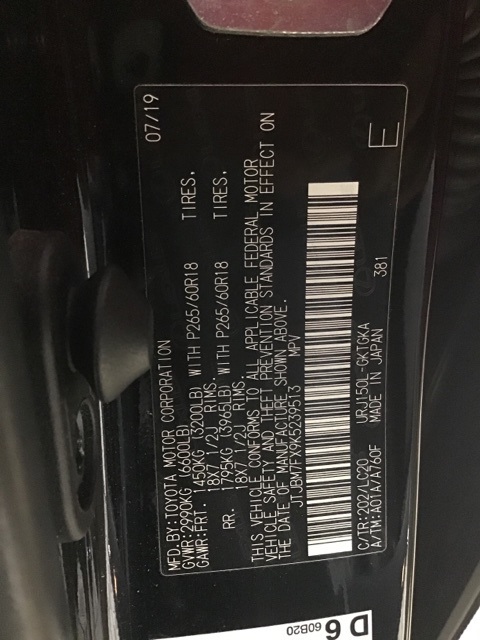 MFD.BY:TOYOTA MOTOR CORPORATION 07/19
GVWR:2990KG (6600LB)
GAWR:FRT. 1450KG (3200LB) WITH P265/60R18 TIRES.
18X7 1/2J RIMS.
RR. 1795KG (3965LB) WITH P265/60R18 TIRES.
18X7 1/2J RIMS.
THIS VEHICLE CONFORMS TO ALL APPLICABLE FEDERAL MOTOR
VEHICLE SAFETY AND THEFT PREVENTION STANDARDS IN EFFECT ON
THE DATE OF MANUFACTURE SHOWN ABOVE.
JTJBM7FXXK5239513 MPV
C/TR:202/LC20 URJ150L-GKTGKA
A/TM:A01A/A760F MADE IN JAPAN
381 E
D 6
60B20